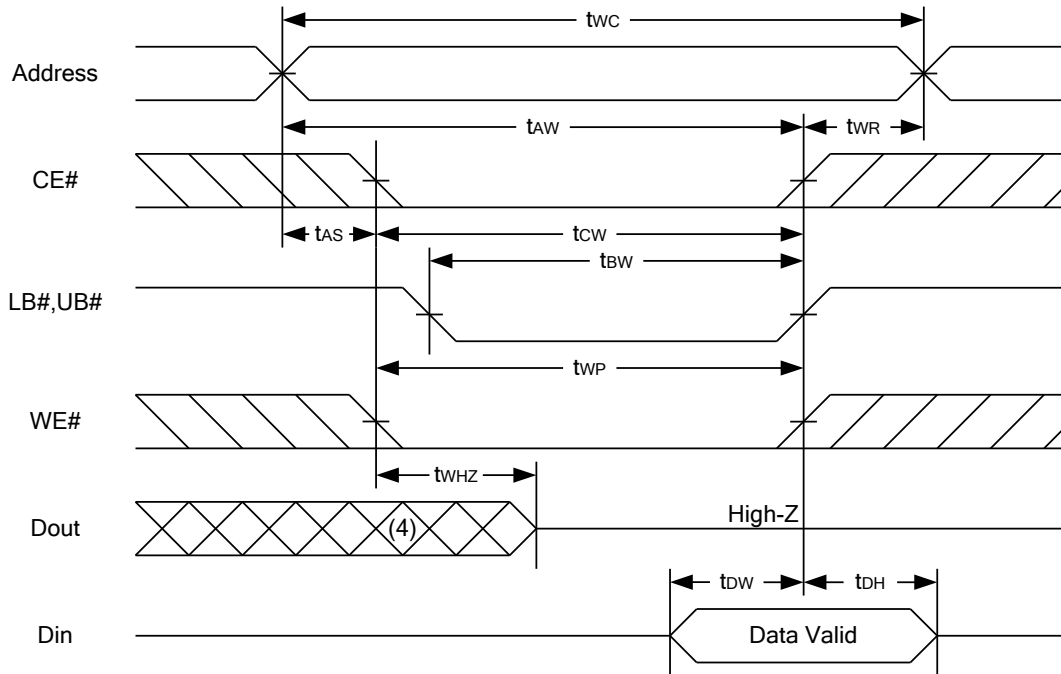 tWC
Address
tAW
tWR
CE#
tAS
tCW
tBW
LB#,UB#
tWP
WE#
tWHZ
Dout
(4)
High-Z
tDW
tDH
Din
Data Valid